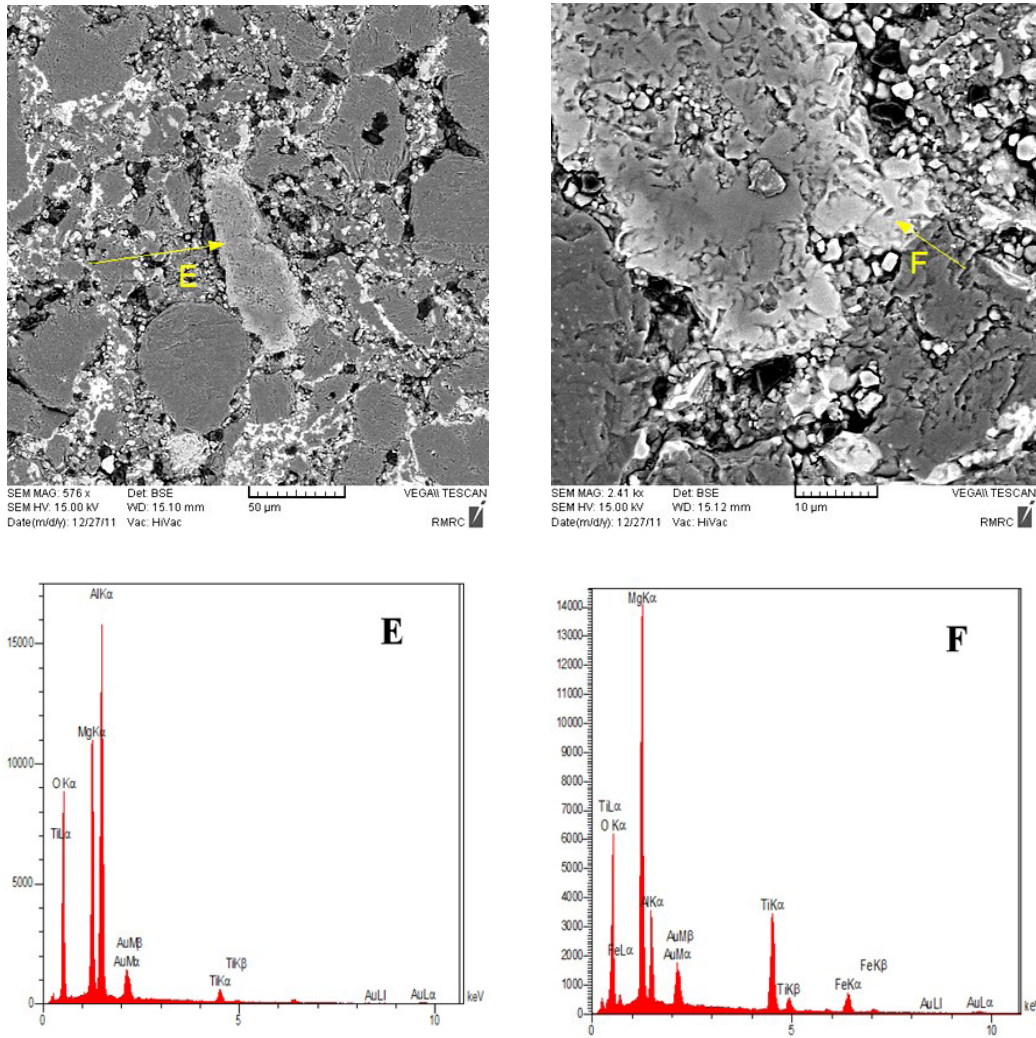 E
SEM MAG: 576 x Det: BSE
SEM HV: 15.00 kV WD: 15.10 mm 50 µm VEGA\\ TESCAN
Date(m/d/y): 12/27/11 Vac: HiVac RMRC
F
SEM MAG: 2.41 kx Det: BSE
SEM HV: 15.00 kV WD: 15.12 mm 10 µm VEGA\\ TESCAN
Date(m/d/y): 12/27/11 Vac: HiVac RMRC
AlKα
E
15000
MgKα
10000
O Kα
TiLα
5000
AuMβ
AuMα
TiKβ
TiKα
AuLl AuLα
0
keV
0 5 10
MgKα
F
14000
13000
12000
11000
10000
9000
8000
7000
TiLα
O Kα
6000
5000
4000
AlKα
TiKα
3000
AuMβ
FeLα
AuMα
2000
FeKβ
TiKβ
FeKα
1000
AuLl AuLα
0
keV
0 5 10